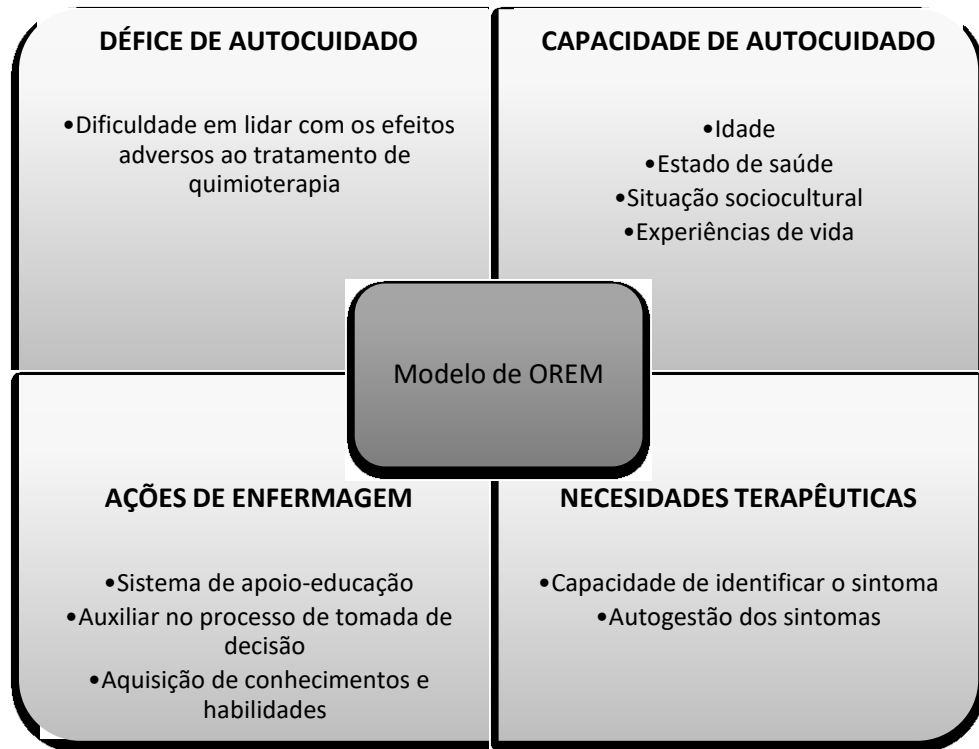 DÉFICE DE AUTOCUIDADO
•Dificuldade em lidar com os efeitos
adversos ao tratamento de
quimioterapia
CAPACIDADE DE AUTOCUIDADO
•Idade
•Estado de saúde
•Situação sociocultural
•Experiências de vida
Modelo de OREM
AÇÕES DE ENFERMAGEM
•Sistema de apoio-educação
•Auxiliar no processo de tomada de
decisão
•Aquisição de conhecimentos e
habilidades
NECESIDADES TERAPÊUTICAS
•Capacidade de identificar o sintoma
•Autogestão dos sintomas